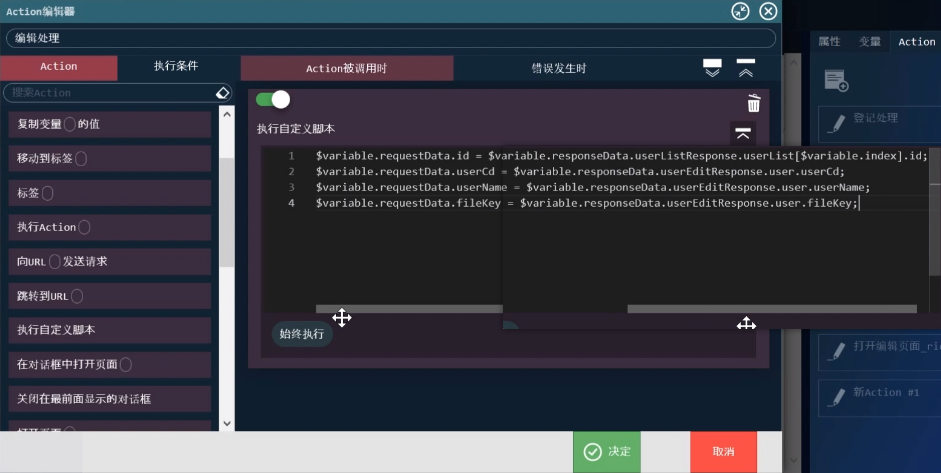 Action编辑器
编辑处理
属性 变量 Action
Action 执行条件 Action被调用时 错误发生时
搜索Action
复制变量 的值
移动到标签
标签
执行Action
向URL 发送请求
跳转到URL
执行自定义脚本
在对话框中打开页面
关闭在最前面显示的对话框
打开页面
执行自定义脚本
1 $variable.requestData.id = $variable.responseData.userListResponse.userList[$variable.index].id;
2 $variable.requestData.userCd = $variable.responseData.userEditResponse.user.userCd;
3 $variable.requestData.userName = $variable.responseData.userEditResponse.user.userName;
4 $variable.requestData.fileKey = $variable.responseData.userEditResponse.user.fileKey;
始终执行
登记处理
打开编辑页面_ri
新Action #1
决定
取消